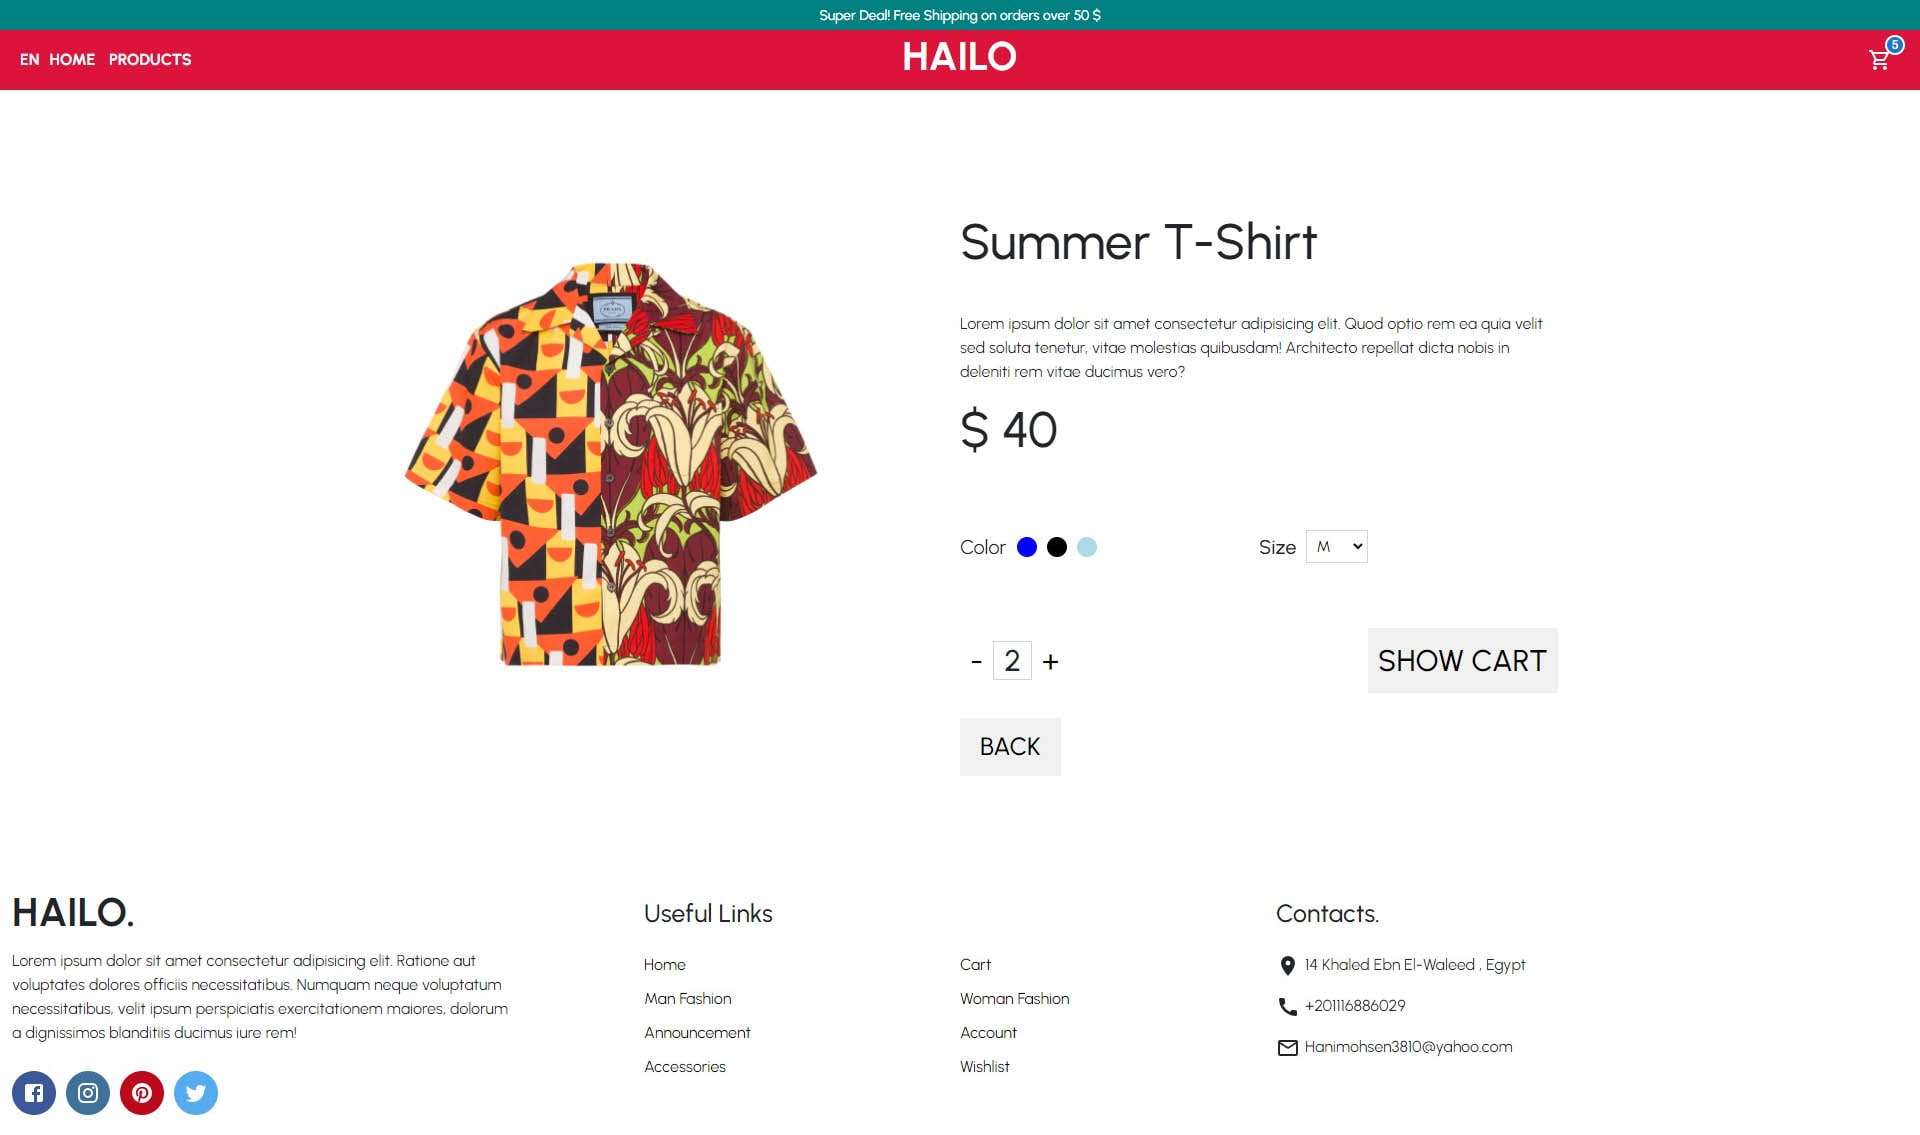 Super Deal! Free Shipping on orders over 50 $
EN HOME PRODUCTS
HAILO
5
PRADA
Summer T-Shirt
Lorem ipsum dolor sit amet consectetur adipisicing elit. Quod optio rem ea quia velit
sed soluta tenetur, vitae molestias quibusdam! Architecto repellat dicta nobis in
deleniti rem vitae ducimus vero?
$ 40
Color
Size M
- 2 +
SHOW CART
BACK
HAILO.
Lorem ipsum dolor sit amet consectetur adipisicing elit. Ratione aut
voluptates dolores officiis necessitatibus. Numquam neque voluptatum
necessitatibus, velit ipsum perspiciatis exercitationem maiores, dolorum
a dignissimos blanditiis ducimus iure rem!
Useful Links
Home
Man Fashion
Announcement
Accessories
Cart
Woman Fashion
Account
Wishlist
Contacts.
14 Khaled Ebn El-Waleed , Egypt
+201116886029
Hanimohsen3810@yahoo.com